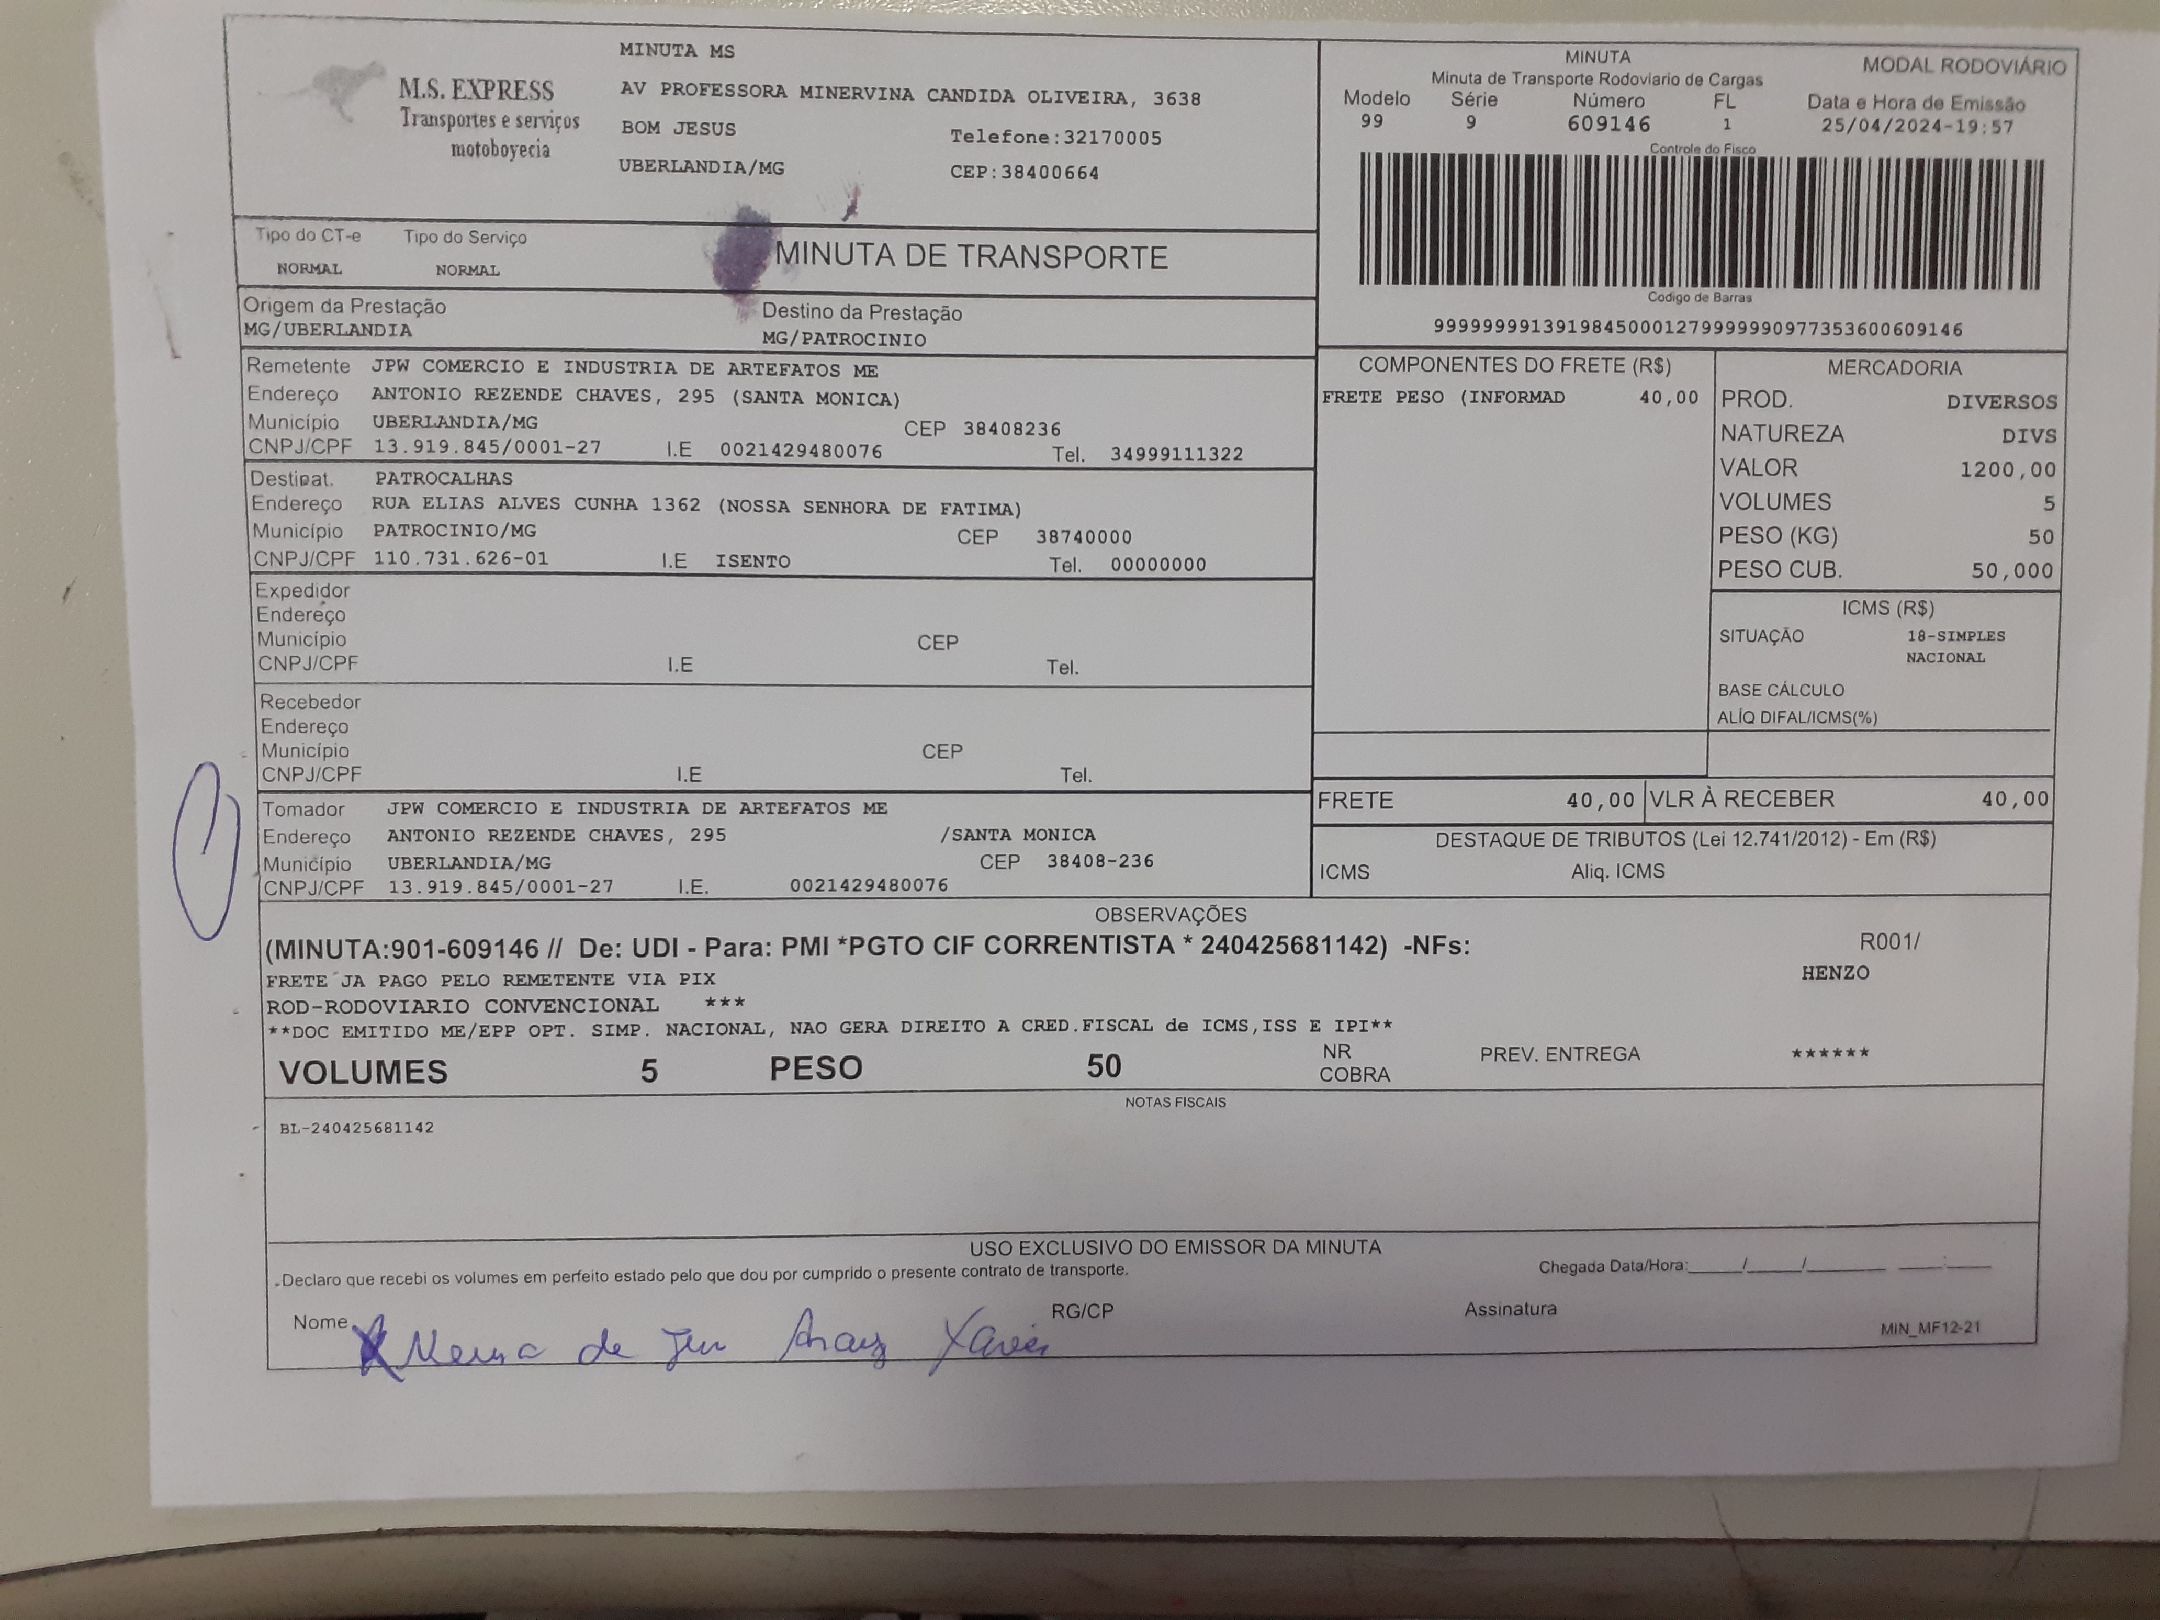 M.S. EXPRESS
Transportes e serviços
motoboyecia
MINUTA MS
AV PROFESSORA MINERVINA CANDIDA OLIVEIRA, 3638
BOM JESUS Telefone:32170005
UBERLANDIA/MG CEP:38400664
MINUTA
Minuta de Transporte Rodoviario de Cargas
MODAL RODOVIÁRIO
Modelo Série Número FL Data e Hora de Emissão
99 9 609146 1 25/04/2024-19:57
Controle do Fisco
Codigo de Barras
99999999139198450001279999999097735360060​9146
Tipo do CT-e Tipo do Serviço
NORMAL NORMAL
MINUTA DE TRANSPORTE
Origem da Prestação Destino da Prestação
MG/UBERLANDIA MG/PATROCINIO
Remetente JPW COMERCIO E INDUSTRIA DE ARTEFATOS ME
Endereço ANTONIO REZENDE CHAVES, 295 (SANTA MONICA)
Município UBERLANDIA/MG CEP 38408236
CNPJ/CPF 13.919.845/0001-27 I.E 0021429480076 Tel. 34999111322
Destinat. PATROCALHAS
Endereço RUA ELIAS ALVES CUNHA 1362 (NOSSA SENHORA DE FATIMA)
Município PATROCINIO/MG CEP 38740000
CNPJ/CPF 110.731.626-01 I.E ISENTO Tel. 00000000
Expedidor
Endereço
Município CEP
CNPJ/CPF I.E Tel.
Recebedor
Endereço
Município CEP
CNPJ/CPF I.E Tel.
Tomador JPW COMERCIO E INDUSTRIA DE ARTEFATOS ME
Endereço ANTONIO REZENDE CHAVES, 295 /SANTA MONICA
Município UBERLANDIA/MG CEP 38408-236
CNPJ/CPF 13.919.845/0001-27 I.E. 0021429480076
COMPONENTES DO FRETE (R$)
FRETE PESO (INFORMAD 40,00
MERCADORIA
PROD. DIVERSOS
NATUREZA DIVS
VALOR 1200,00
VOLUMES 5
PESO (KG) 50
PESO CUB. 50,000
ICMS (R$)
SITUAÇÃO 18-SIMPLES
NACIONAL
BASE CÁLCULO
ALÍQ DIFAL/ICMS(%)
FRETE 40,00 VLR À RECEBER 40,00
DESTAQUE DE TRIBUTOS (Lei 12.741/2012) - Em (R$)
ICMS Aliq. ICMS
OBSERVAÇÕES
(MINUTA:901-609146 // De: UDI - Para: PMI *PGTO CIF CORRENTISTA * 240425681142) -NFs: R001/
FRETE JA PAGO PELO REMETENTE VIA PIX HENZO
ROD-RODOVIARIO CONVENCIONAL ***
**DOC EMITIDO ME/EPP OPT. SIMP. NACIONAL, NAO GERA DIREITO A CRED.FISCAL de ICMS,ISS E IPI**
VOLUMES 5 PESO 50 NR COBRA PREV. ENTREGA ******
NOTAS FISCAIS
BL-240425681142
USO EXCLUSIVO DO EMISSOR DA MINUTA
Declaro que recebi os volumes em perfeito estado pelo que dou por cumprido o presente contrato de transporte. Chegada Data/Hora:____/____/______ ___:___
Nome RG/CP Assinatura
de Xavier
MIN_MF12-21